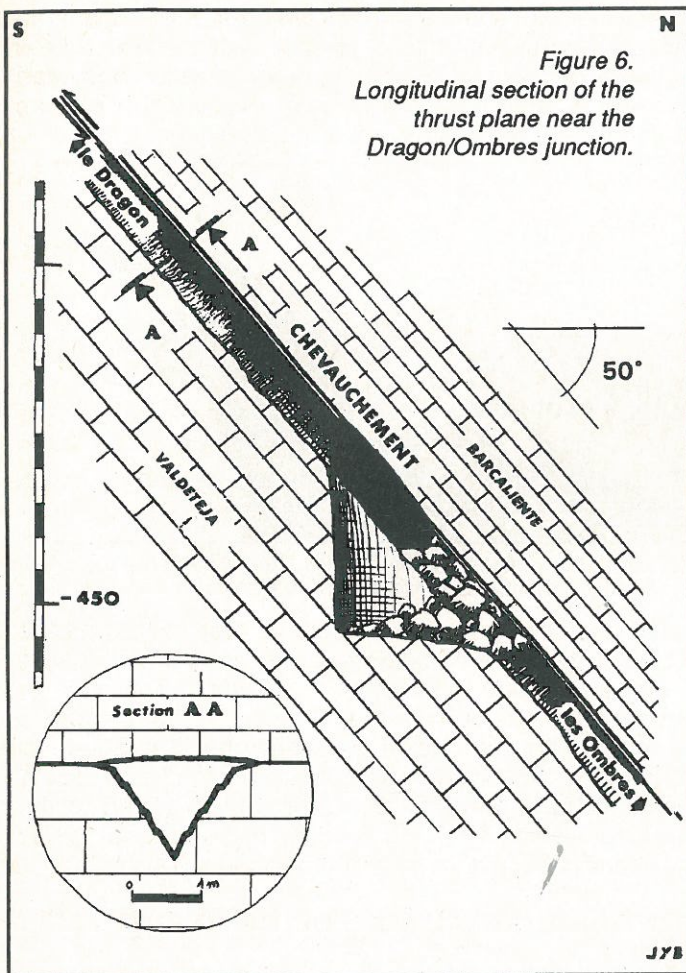 S
N
Figure 6.
Longitudinal section of the
thrust plane near the
Dragon/Ombres junction.
le Dragon
A
A
CHEVAUCHEMENT
50°
BARCALIENTE
VALDETEJA
-450
les Ombres
Section A A
0 1m
JYB